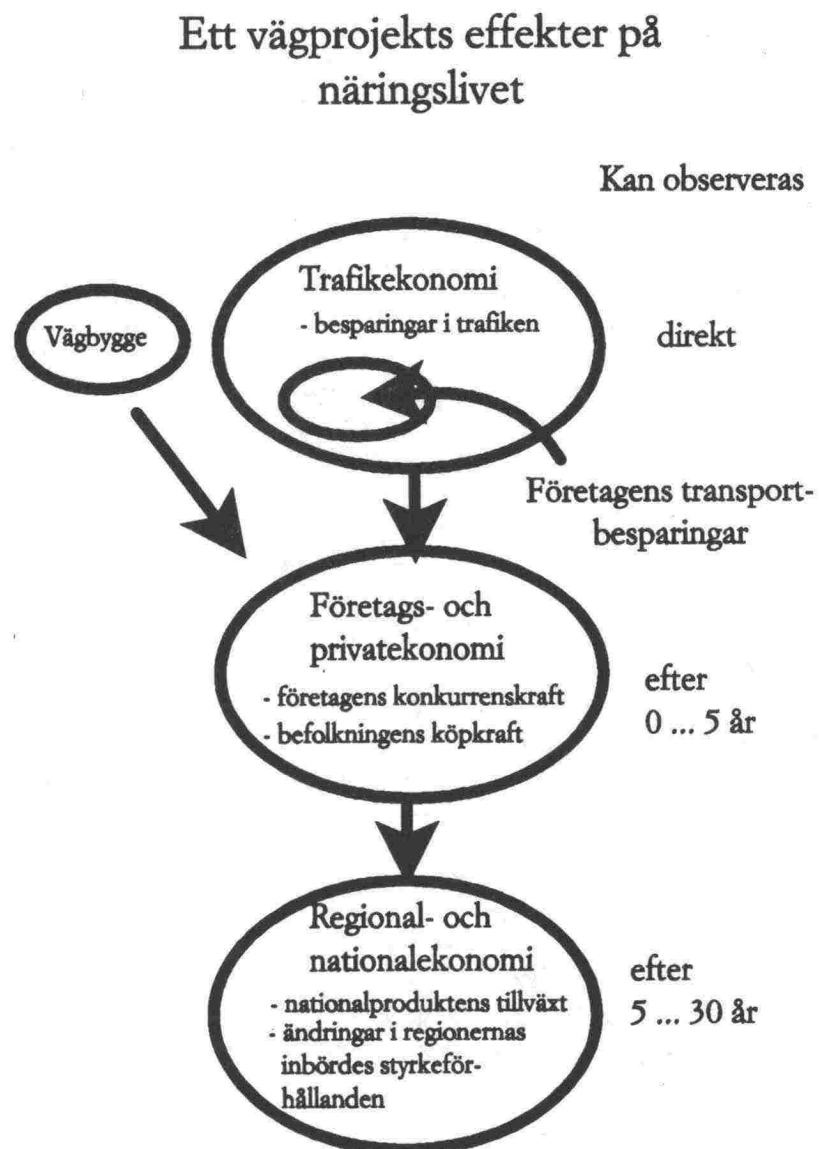 Ett vägprojekts effekter på
näringslivet
Kan observeras
Trafikekonomi
- besparingar i trafiken
Vägbygge
direkt
Företagens transport-
besparingar
Företags- och
privatekonomi
- företagens konkurrenskraft
- befolkningens köpkraft
efter
0 ... 5 år
Regional- och
nationalekonomi
- nationalproduktens tillväxt
- ändringar i regionernas
inbördes styrkeför-
hållanden
efter
5 ... 30 år